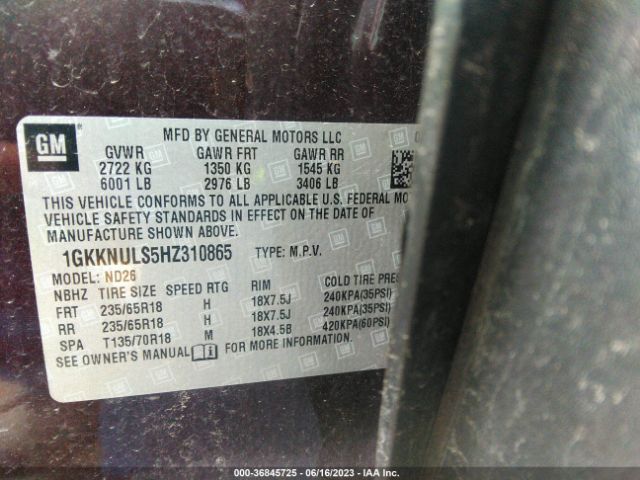 GM
MFD BY GENERAL MOTORS LLC
GVWR GAWR FRT GAWR RR
2722 KG 1350 KG 1545 KG
6001 LB 2976 LB 3406 LB
THIS VEHICLE CONFORMS TO ALL APPLICABLE U.S. FEDERAL MO
VEHICLE SAFETY STANDARDS IN EFFECT ON THE DATE OF
MANUFACTURE SHOWN ABOVE.
1GKKNULS5HZ310865 TYPE: M.P.V.
MODEL: ND26
NBHZ TIRE SIZE SPEED RTG RIM COLD TIRE PRES
FRT 235/65R18 H 18X7.5J 240KPA(35PSI)
RR 235/65R18 H 18X7.5J 240KPA(35PSI)
SPA T135/70R18 M 18X4.5B 420KPA(60PSI)
SEE OWNER'S MANUAL FOR MORE INFORMATION.
000-36845725 - 06/16/2023 - IAA Inc.